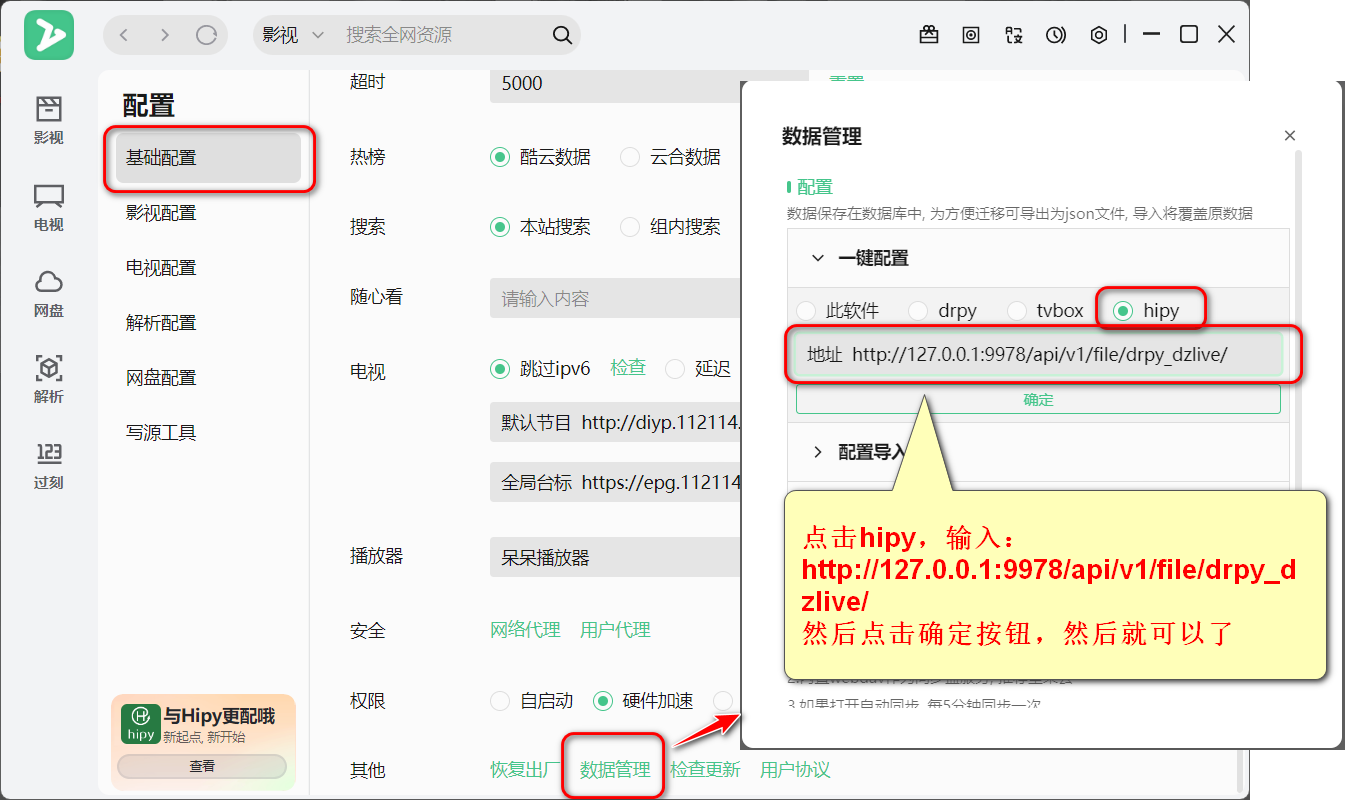 影视
搜索全网资源
影视
电视
网盘
解析
过刻
配置
基础配置
影视配置
电视配置
解析配置
网盘配置
写源工具
hipy
与Hipy更配哦
新起点, 新开始
查看
超时
5000
热榜
酷云数据
云合数据
搜索
本站搜索
组内搜索
随心看
请输入内容
电视
跳过ipv6
检查
延迟
默认节目 http://diyp.112114.
全局台标 https://epg.112114
播放器
呆呆播放器
安全
网络代理
用户代理
权限
自启动
硬件加速
其他
恢复出厂
数据管理
检查更新
用户协议
数据管理
配置
数据保存在数据库中, 为方便迁移可导出为json文件, 导入将覆盖原数据
一键配置
此软件
drpy
tvbox
hipy
地址 http://127.0.0.1:9978/api/v1/file/drpy_dzlive/
确定
配置导入
点击hipy，输入：
http://127.0.0.1:9978/api/v1/file/drpy_d
zlive/
然后点击确定按钮，然后就可以了
3.如果打开自动同步, 每5分钟同步一次